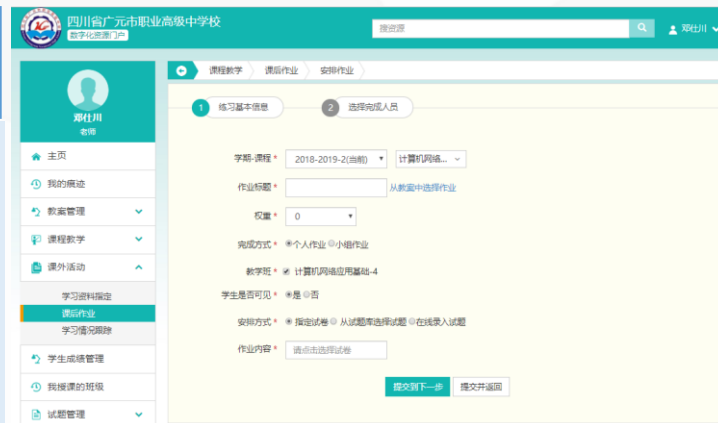 四川省广元市职业高级中学校
数字化资源门户
搜资源
邓仕川
课程教学 课后作业 安排作业
1 练习基本信息 2 选择完成人员
邓仕川
老师
主页
我的痕迹
教案管理
课程教学
课外活动
学习资料指定
课后作业
学习情况跟踪
学生成绩管理
我授课的班级
试题管理
学期-课程 * 2018-2019-2(当前) 计算机网络...
作业标题 * 从教案中选择作业
权重 * 0
完成方式 * 个人作业 小组作业
教学班 * 计算机网络应用基础-4
学生是否可见 * 是 否
安排方式 * 指定试卷 从试题库选择试题 在线录入试题
作业内容 * 请点击选择试卷
提交到下一步 提交并返回